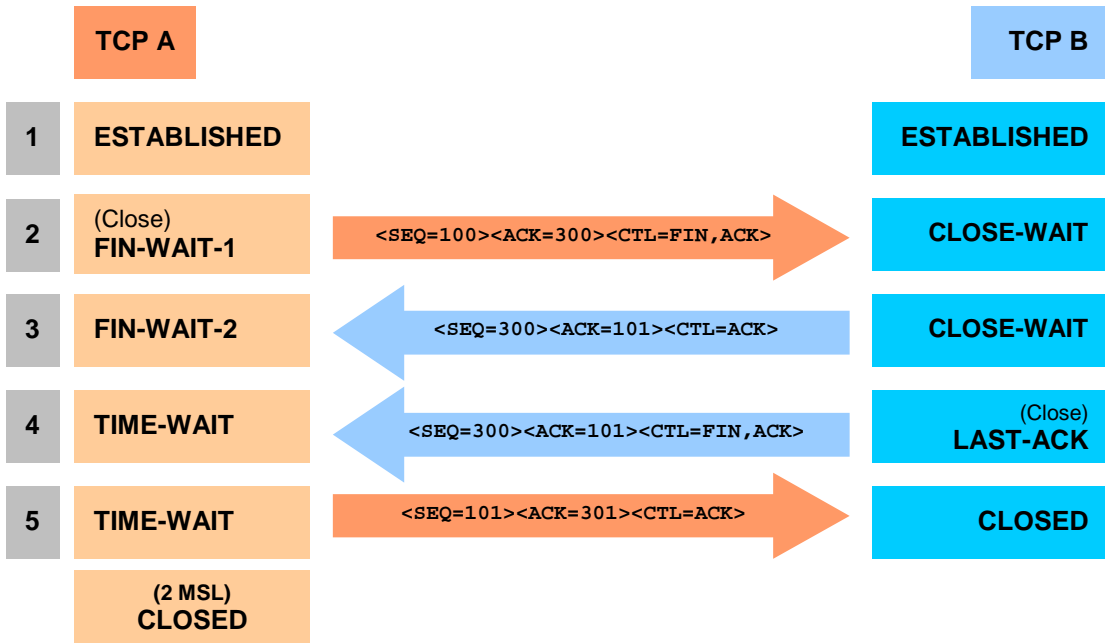 TCP A
TCP B
1
ESTABLISHED
ESTABLISHED
2
(Close)
FIN-WAIT-1
<SEQ=100><ACK=300><CTL=FIN,ACK>
CLOSE-WAIT
3
FIN-WAIT-2
<SEQ=300><ACK=101><CTL=ACK>
CLOSE-WAIT
4
TIME-WAIT
<SEQ=300><ACK=101><CTL=FIN,ACK>
(Close)
LAST-ACK
5
TIME-WAIT
<SEQ=101><ACK=301><CTL=ACK>
CLOSED
(2 MSL)
CLOSED